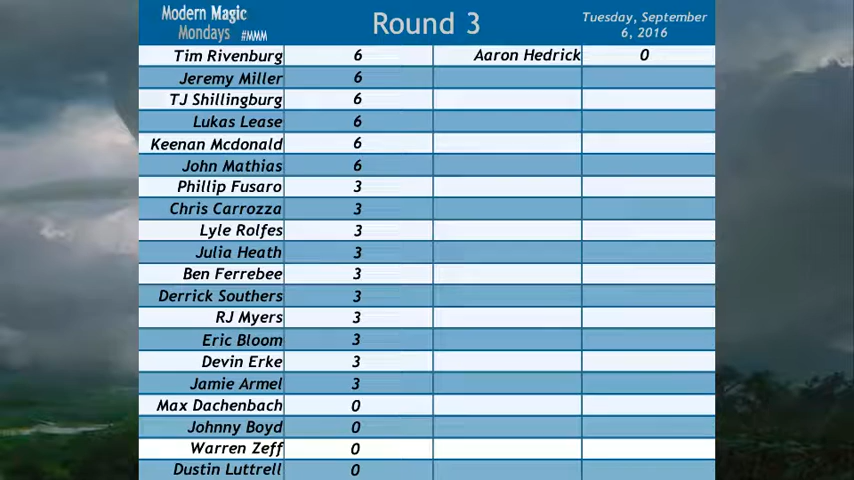 Modern Magic
Mondays #MMM
Round 3
Tuesday, September
6, 2016
Tim Rivenburg 6 Aaron Hedrick 0
Jeremy Miller 6
TJ Shillingburg 6
Lukas Lease 6
Keenan Mcdonald 6
John Mathias 6
Phillip Fusaro 3
Chris Carrozza 3
Lyle Rolfes 3
Julia Heath 3
Ben Ferrebee 3
Derrick Southers 3
RJ Myers 3
Eric Bloom 3
Devin Erke 3
Jamie Armel 3
Max Dachenbach 0
Johnny Boyd 0
Warren Zeff 0
Dustin Luttrell 0